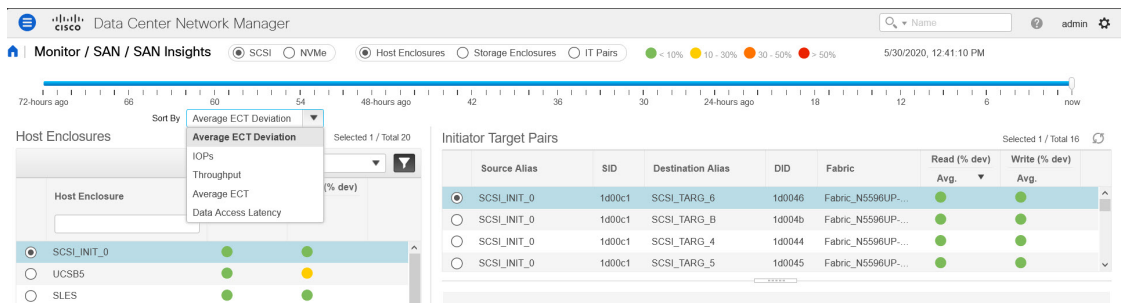 cisco Data Center Network Manager Name admin
Monitor / SAN / SAN Insights SCSI NVMe Host Enclosures Storage Enclosures IT Pairs < 10% 10 - 30% 30 - 50% > 50% 5/30/2020, 12:41:10 PM
72-hours ago 66 60 54 48-hours ago 42 36 30 24-hours ago 18 12 6 now
Sort By Average ECT Deviation
Host Enclosures Selected 1 / Total 20
Average ECT Deviation
IOPs
Throughput
Average ECT
Data Access Latency
(% dev)
Host Enclosure
SCSI_INIT_0
UCSB5
SLES
Initiator Target Pairs Selected 1 / Total 16
Source Alias SID Destination Alias DID Fabric Read (% dev) Write (% dev)
Avg. Avg.
SCSI_INIT_0 1d00c1 SCSI_TARG_6 1d0046 Fabric_N5596UP-...
SCSI_INIT_0 1d00c1 SCSI_TARG_B 1d004b Fabric_N5596UP-...
SCSI_INIT_0 1d00c1 SCSI_TARG_4 1d0044 Fabric_N5596UP-...
SCSI_INIT_0 1d00c1 SCSI_TARG_5 1d0045 Fabric_N5596UP-...